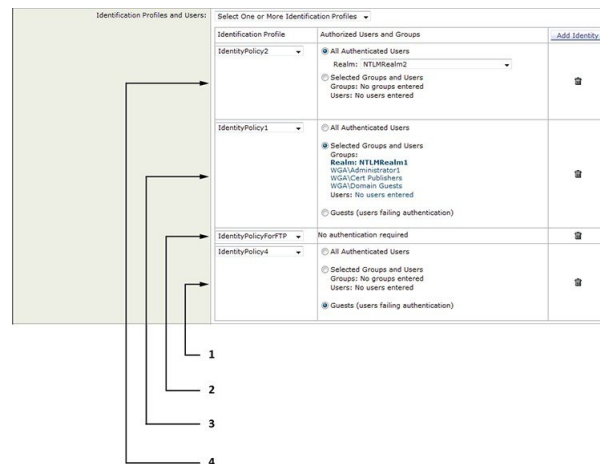 Identification Profiles and Users:
Select One or More Identification Profiles
Identification Profile
Authorized Users and Groups
Add Identity
IdentityPolicy2
All Authenticated Users
Realm: NTLMRealm2
Selected Groups and Users
Groups: No groups entered
Users: No users entered
IdentityPolicy1
All Authenticated Users
Selected Groups and Users
Groups:
Realm: NTLMRealm1
WGA\Administrator1
WGA\Cert Publishers
WGA\Domain Guests
Users: No users entered
Guests (users failing authentication)
IdentityPolicyForFTP
No authentication required
IdentityPolicy4
All Authenticated Users
Selected Groups and Users
Groups: No groups entered
Users: No users entered
Guests (users failing authentication)
1
2
3
4